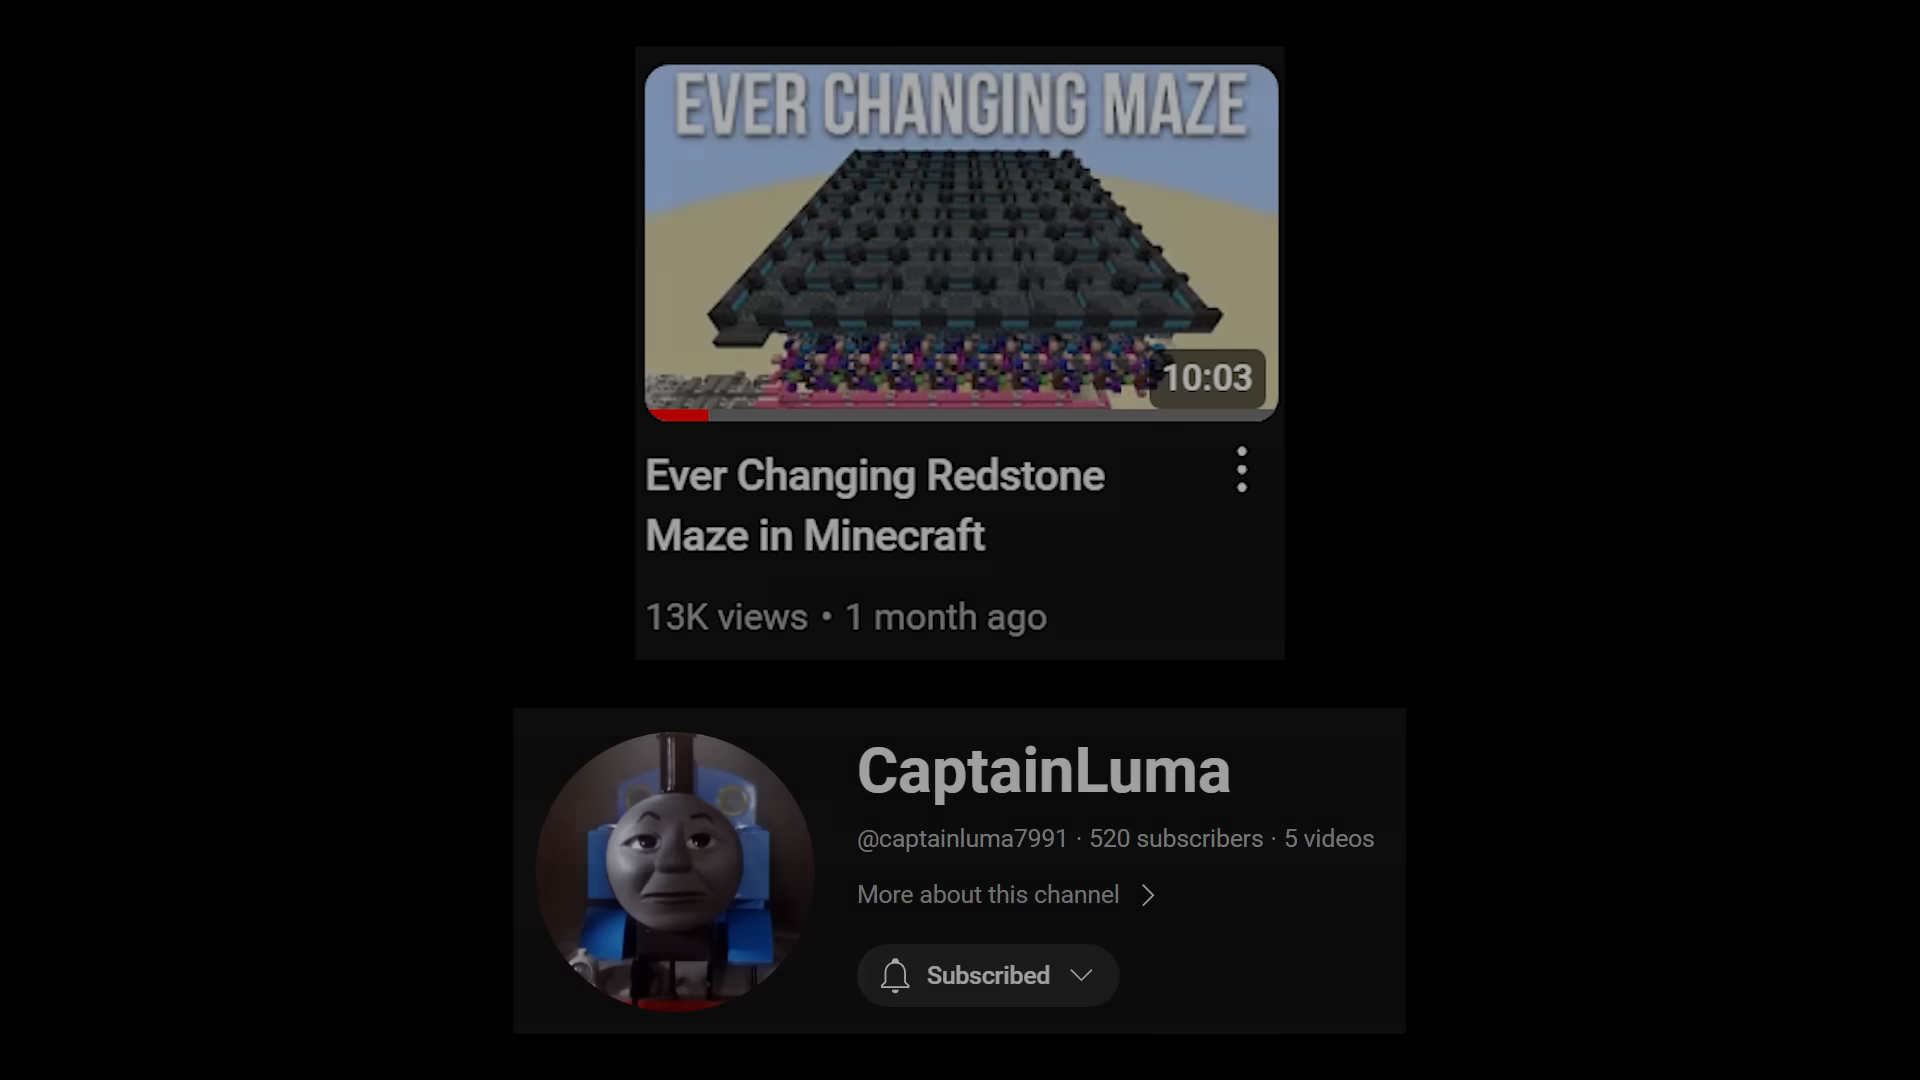 EVER CHANGING MAZE
10:03
Ever Changing Redstone
Maze in Minecraft
13K views • 1 month ago
CaptainLuma
@captainluma7991 · 520 subscribers · 5 videos
More about this channel
Subscribed